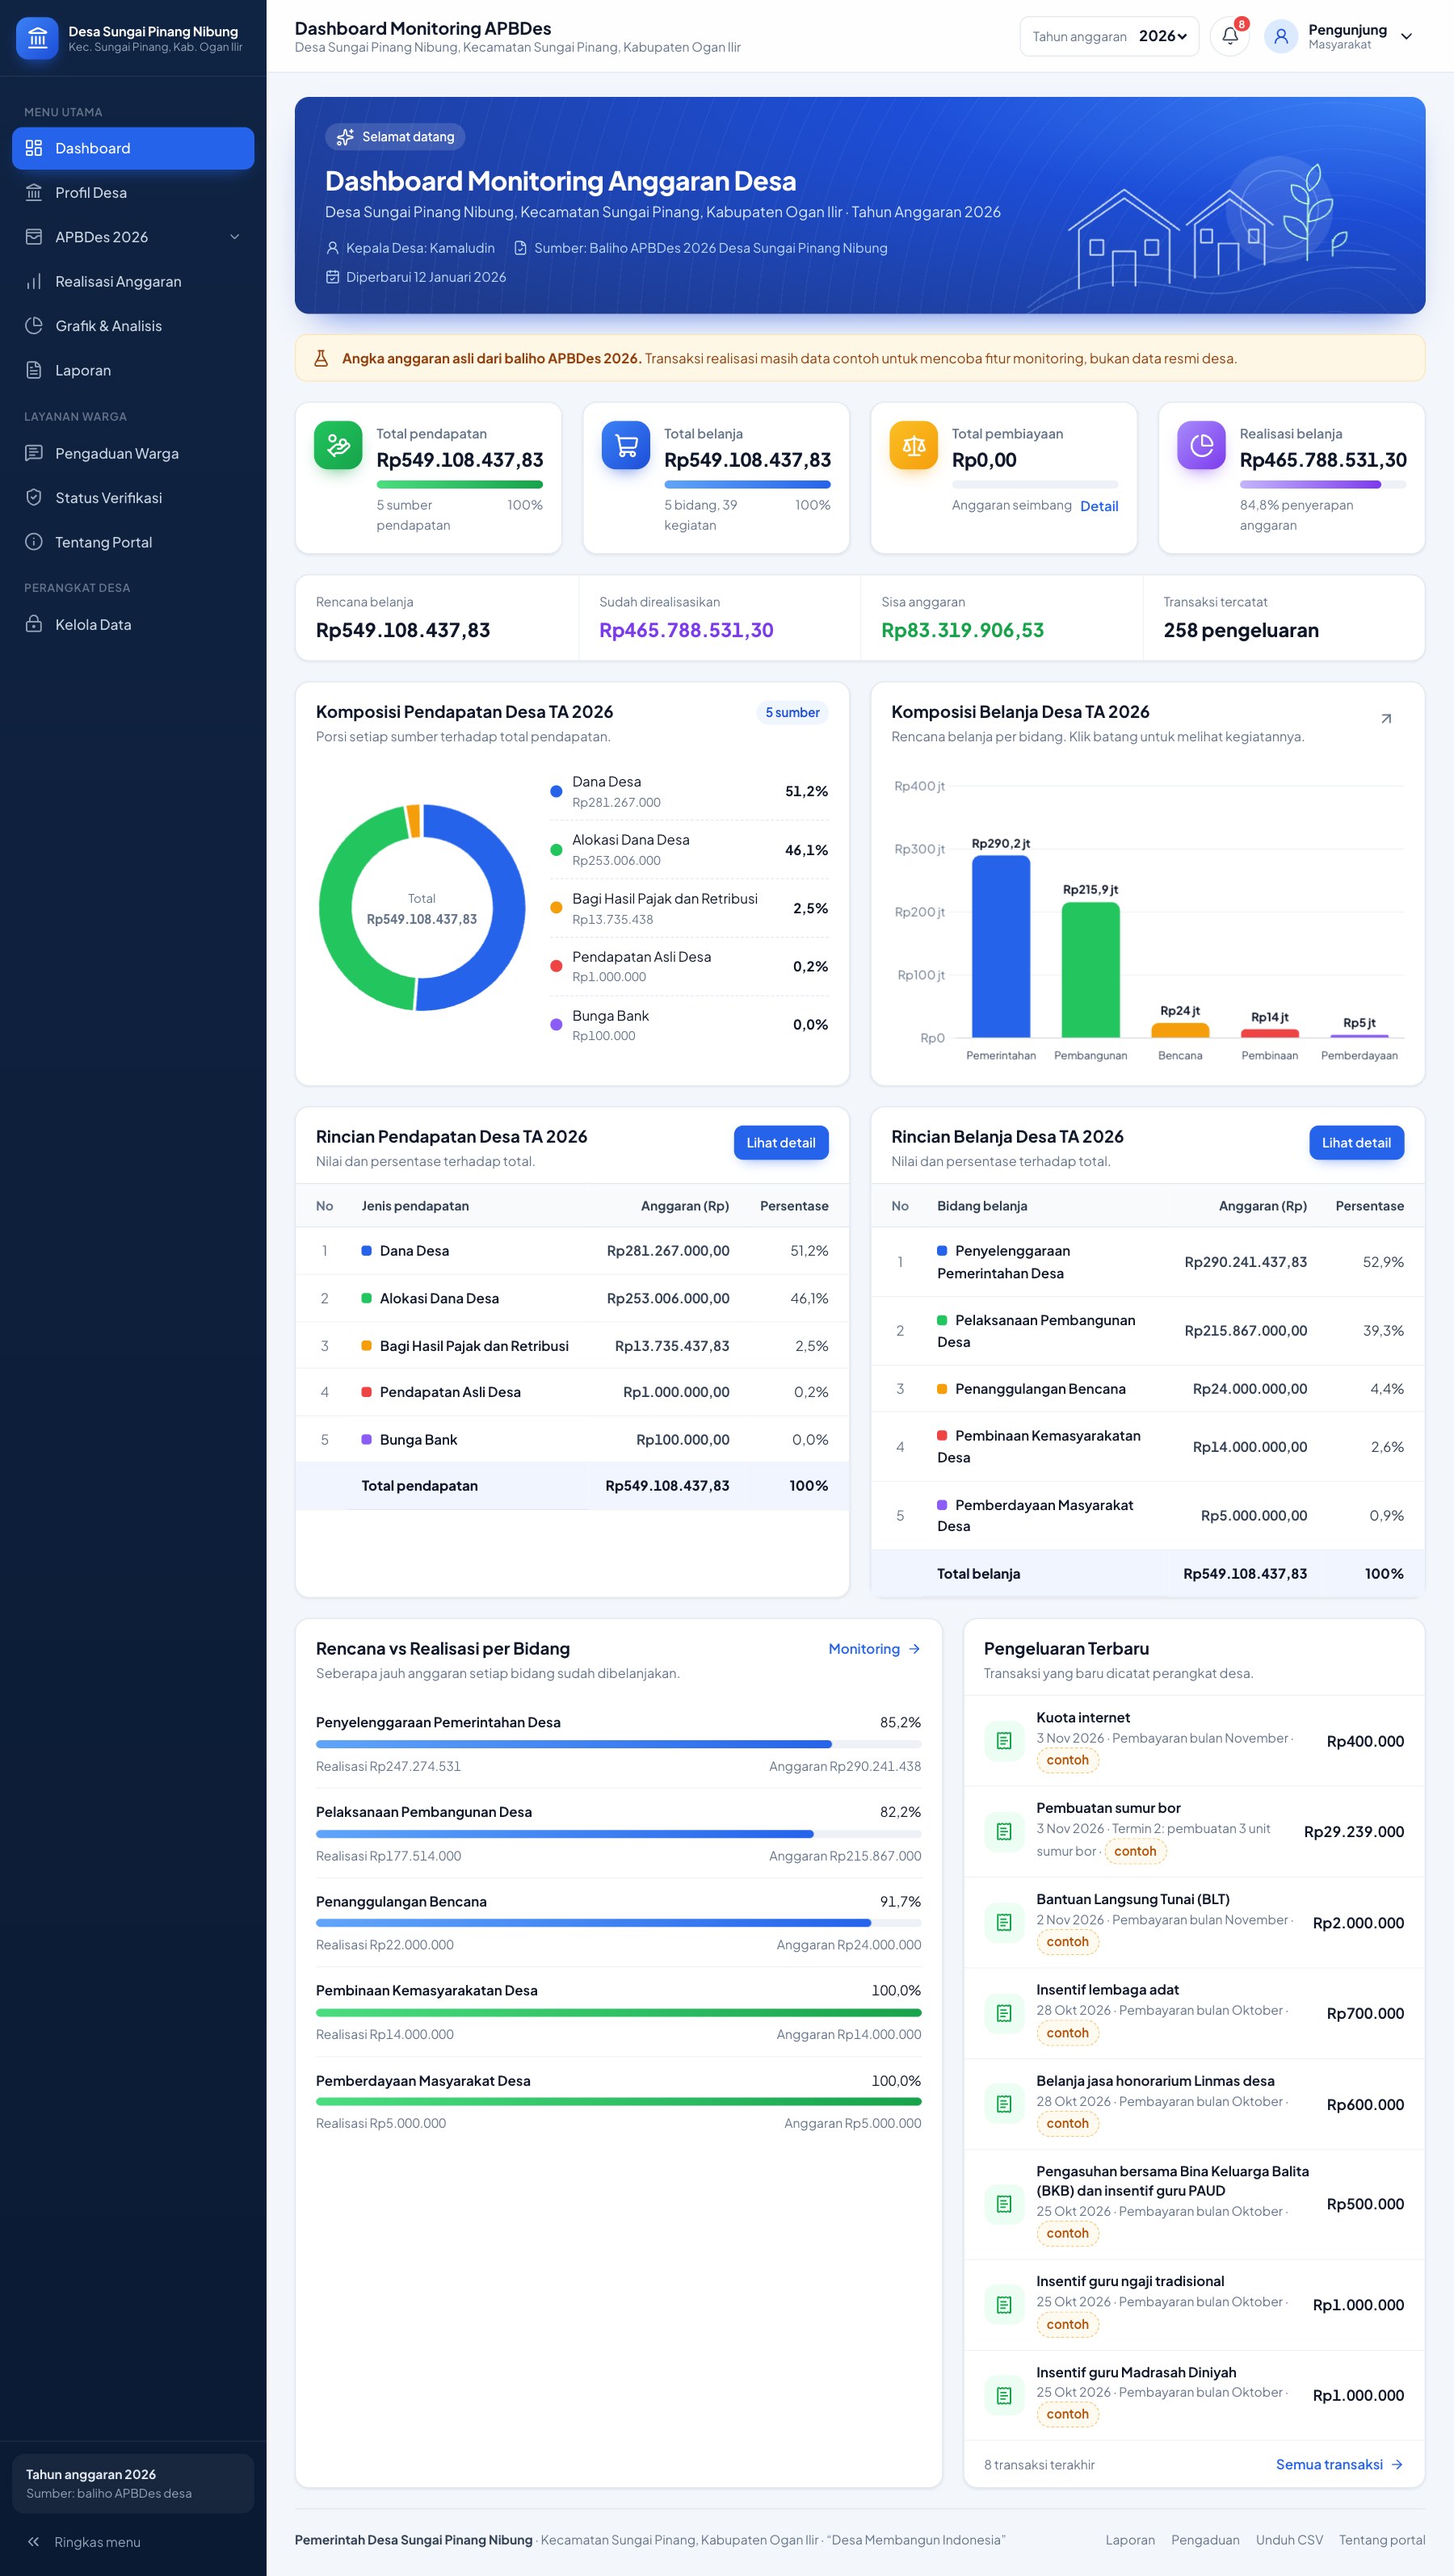 Desa Sungai Pinang Nibung
Kec. Sungai Pinang, Kab. Ogan Ilir
MENU UTAMA
Dashboard
Profil Desa
APBDes 2026
Realisasi Anggaran
Grafik & Analisis
Laporan
LAYANAN WARGA
Pengaduan Warga
Status Verifikasi
Tentang Portal
PERANGKAT DESA
Kelola Data
Tahun anggaran 2026
Sumber: baliho APBDes desa
Ringkas menu
Dashboard Monitoring APBDes
Desa Sungai Pinang Nibung, Kecamatan Sungai Pinang, Kabupaten Ogan Ilir
Tahun anggaran 2026
8
Pengunjung
Masyarakat
Selamat datang
Dashboard Monitoring Anggaran Desa
Desa Sungai Pinang Nibung, Kecamatan Sungai Pinang, Kabupaten Ogan Ilir · Tahun Anggaran 2026
Kepala Desa: Kamaludin Sumber: Baliho APBDes 2026 Desa Sungai Pinang Nibung
Diperbarui 12 Januari 2026
Angka anggaran asli dari baliho APBDes 2026. Transaksi realisasi masih data contoh untuk mencoba fitur monitoring, bukan data resmi desa.
Total pendapatan
Rp549.108.437,83
5 sumber pendapatan 100%
Total belanja
Rp549.108.437,83
5 bidang, 39 kegiatan 100%
Total pembiayaan
Rp0,00
Anggaran seimbang Detail
Realisasi belanja
Rp465.788.531,30
84,8% penyerapan anggaran
Rencana belanja
Rp549.108.437,83
Sudah direalisasikan
Rp465.788.531,30
Sisa anggaran
Rp83.319.906,53
Transaksi tercatat
258 pengeluaran
Komposisi Pendapatan Desa TA 2026
5 sumber
Porsi setiap sumber terhadap total pendapatan.
Total
Rp549.108.437,83
Dana Desa
Rp281.267.000
51,2%
Alokasi Dana Desa
Rp253.006.000
46,1%
Bagi Hasil Pajak dan Retribusi
Rp13.735.438
2,5%
Pendapatan Asli Desa
Rp1.000.000
0,2%
Bunga Bank
Rp100.000
0,0%
Komposisi Belanja Desa TA 2026
Rencana belanja per bidang. Klik batang untuk melihat kegiatannya.
Rp400 jt
Rp300 jt
Rp200 jt
Rp100 jt
Rp0
Rp290,2 jt
Rp215,9 jt
Rp24 jt
Rp14 jt
Rp5 jt
Pemerintahan Pembangunan Bencana Pembinaan Pemberdayaan
Rincian Pendapatan Desa TA 2026
Nilai dan persentase terhadap total.
Lihat detail
No Jenis pendapatan Anggaran (Rp) Persentase
1 Dana Desa Rp281.267.000,00 51,2%
2 Alokasi Dana Desa Rp253.006.000,00 46,1%
3 Bagi Hasil Pajak dan Retribusi Rp13.735.437,83 2,5%
4 Pendapatan Asli Desa Rp1.000.000,00 0,2%
5 Bunga Bank Rp100.000,00 0,0%
Total pendapatan Rp549.108.437,83 100%
Rincian Belanja Desa TA 2026
Nilai dan persentase terhadap total.
Lihat detail
No Bidang belanja Anggaran (Rp) Persentase
1 Penyelenggaraan Pemerintahan Desa Rp290.241.437,83 52,9%
2 Pelaksanaan Pembangunan Desa Rp215.867.000,00 39,3%
3 Penanggulangan Bencana Rp24.000.000,00 4,4%
4 Pembinaan Kemasyarakatan Desa Rp14.000.000,00 2,6%
5 Pemberdayaan Masyarakat Desa Rp5.000.000,00 0,9%
Total belanja Rp549.108.437,83 100%
Rencana vs Realisasi per Bidang
Monitoring
Seberapa jauh anggaran setiap bidang sudah dibelanjakan.
Penyelenggaraan Pemerintahan Desa 85,2%
Realisasi Rp247.274.531 Anggaran Rp290.241.438
Pelaksanaan Pembangunan Desa 82,2%
Realisasi Rp177.514.000 Anggaran Rp215.867.000
Penanggulangan Bencana 91,7%
Realisasi Rp22.000.000 Anggaran Rp24.000.000
Pembinaan Kemasyarakatan Desa 100,0%
Realisasi Rp14.000.000 Anggaran Rp14.000.000
Pemberdayaan Masyarakat Desa 100,0%
Realisasi Rp5.000.000 Anggaran Rp5.000.000
Pengeluaran Terbaru
Transaksi yang baru dicatat perangkat desa.
Kuota internet
3 Nov 2026 · Pembayaran bulan November ·
contoh
Rp400.000
Pembuatan sumur bor
3 Nov 2026 · Termin 2: pembuatan 3 unit
sumur bor · contoh
Rp29.239.000
Bantuan Langsung Tunai (BLT)
2 Nov 2026 · Pembayaran bulan November ·
contoh
Rp2.000.000
Insentif lembaga adat
28 Okt 2026 · Pembayaran bulan Oktober ·
contoh
Rp700.000
Belanja jasa honorarium Linmas desa
28 Okt 2026 · Pembayaran bulan Oktober ·
contoh
Rp600.000
Pengasuhan bersama Bina Keluarga Balita
(BKB) dan insentif guru PAUD
25 Okt 2026 · Pembayaran bulan Oktober ·
contoh
Rp500.000
Insentif guru ngaji tradisional
25 Okt 2026 · Pembayaran bulan Oktober ·
contoh
Rp1.000.000
Insentif guru Madrasah Diniyah
25 Okt 2026 · Pembayaran bulan Oktober ·
contoh
Rp1.000.000
8 transaksi terakhir Semua transaksi
Pemerintah Desa Sungai Pinang Nibung · Kecamatan Sungai Pinang, Kabupaten Ogan Ilir · “Desa Membangun Indonesia”
Laporan Pengaduan Unduh CSV Tentang portal